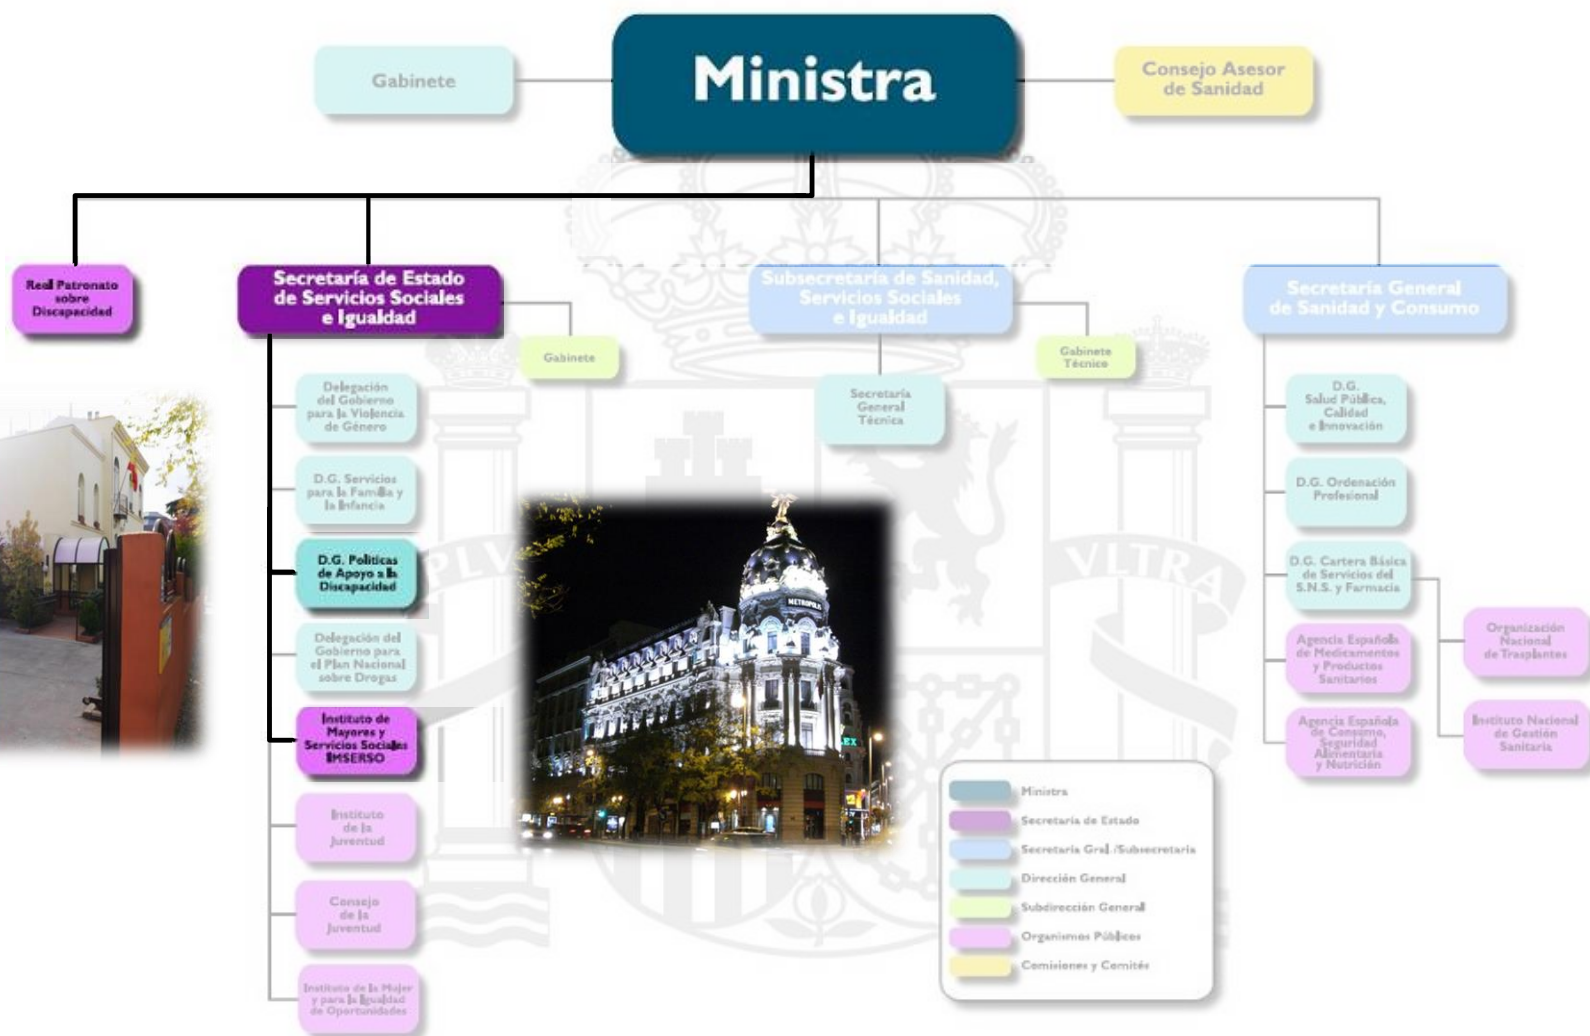 Gabinete
Ministra
Consejo Asesor
de Sanidad
Real Patronato
sobre
Discapacidad
Secretaría de Estado
de Servicios Sociales
e Igualdad
Gabinete
Subsecretaría de Sanidad,
Servicios Sociales
e Igualdad
Gabinete
Técnico
Secretaría General
de Sanidad y Consumo
Delegación
del Gobierno
para la Violencia
de Género
D.G. Servicios
para la Familia y
la Infancia
D.G. Políticas
de Apoyo a la
Discapacidad
Delegación del
Gobierno para
el Plan Nacional
sobre Drogas
Instituto de
Mayores y
Servicios Sociales
IMSERSO
Instituto
de la
Juventud
Consejo
de la
Juventud
Instituto de la Mujer
y para la Igualdad
de Oportunidades
Secretaría
General
Técnica
D.G.
Salud Pública,
Calidad
e Innovación
D.G. Ordenación
Profesional
D.G. Cartera Básica
de Servicios del
S.N.S. y Farmacia
Agencia Española
de Medicamentos
y Productos
Sanitarios
Agencia Española
de Consumo,
Seguridad
Alimentaria
y Nutrición
Organización
Nacional
de Trasplantes
Instituto Nacional
de Gestión
Sanitaria
PLV
VLTRA
METROPOLIS
LEX
Ministra
Secretaría de Estado
Secretaría Gral./Subsecretaría
Dirección General
Subdirección General
Organismos Públicos
Comisiones y Comités